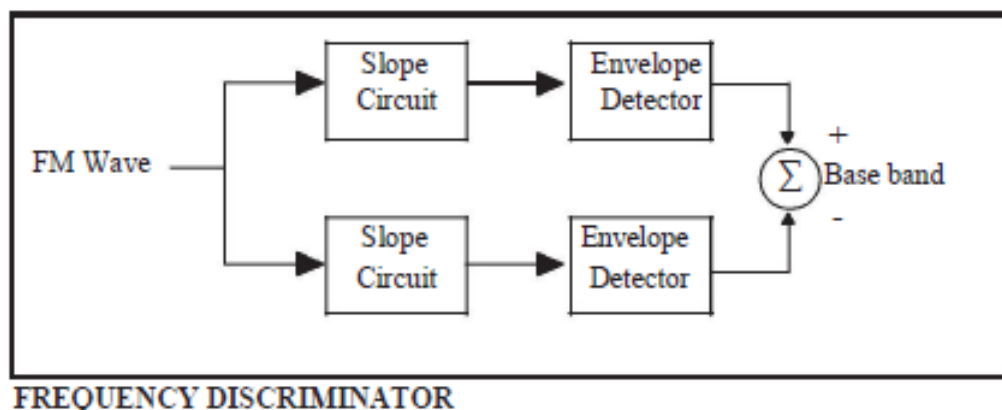 Slope
Circuit
Envelope
Detector
FM Wave
+
Σ
Base band
-
Slope
Circuit
Envelope
Detector
FREQUENCY DISCRIMINATOR